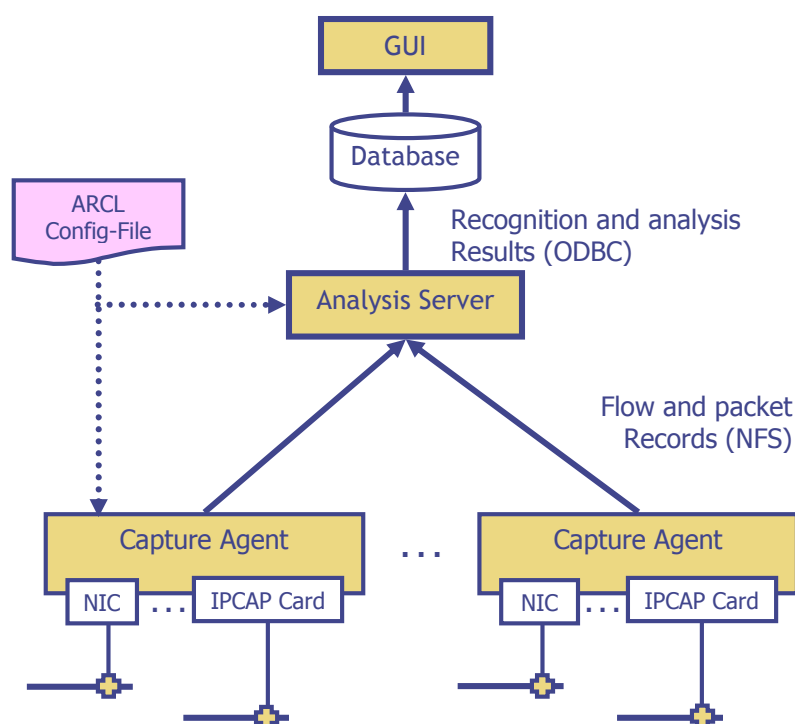 GUI
Database
ARCL
Config-File
Recognition and analysis
Results (ODBC)
Analysis Server
Flow and packet
Records (NFS)
Capture Agent
...
Capture Agent
NIC
...
IPCAP Card
NIC
...
IPCAP Card